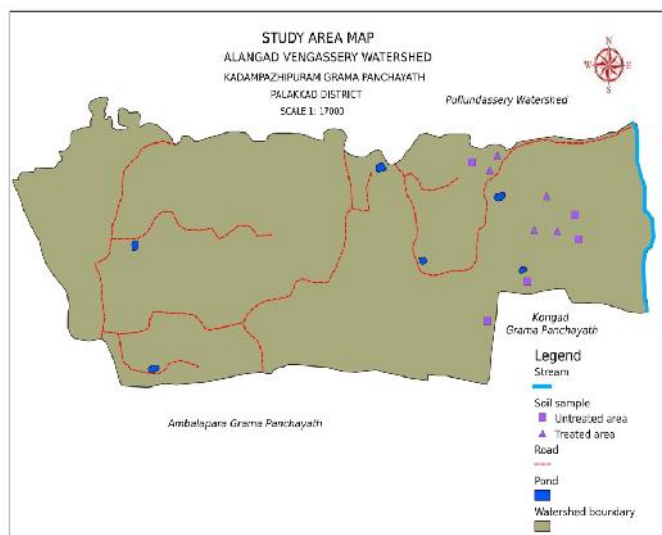 STUDY AREA MAP
ALANGAD VENGASSERY WATERSHED
KADAMPAZHIPURAM GRAMA PANCHAYATH
PALAKKAD DISTRICT
SCALE 1: 17000
N
W
E
S
Pullundassery Watershed
Kongad
Grama Panchayath
Ambalapara Grama Panchayath
Legend
Stream
Soil sample
Untreated area
Treated area
Road
Pond
Watershed boundary